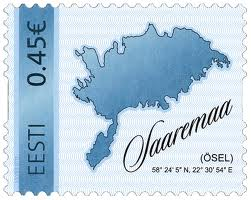 EESTI 0.45€
Saaremaa
(ÖSEL)
58° 24' 5" N, 22° 30' 54" E